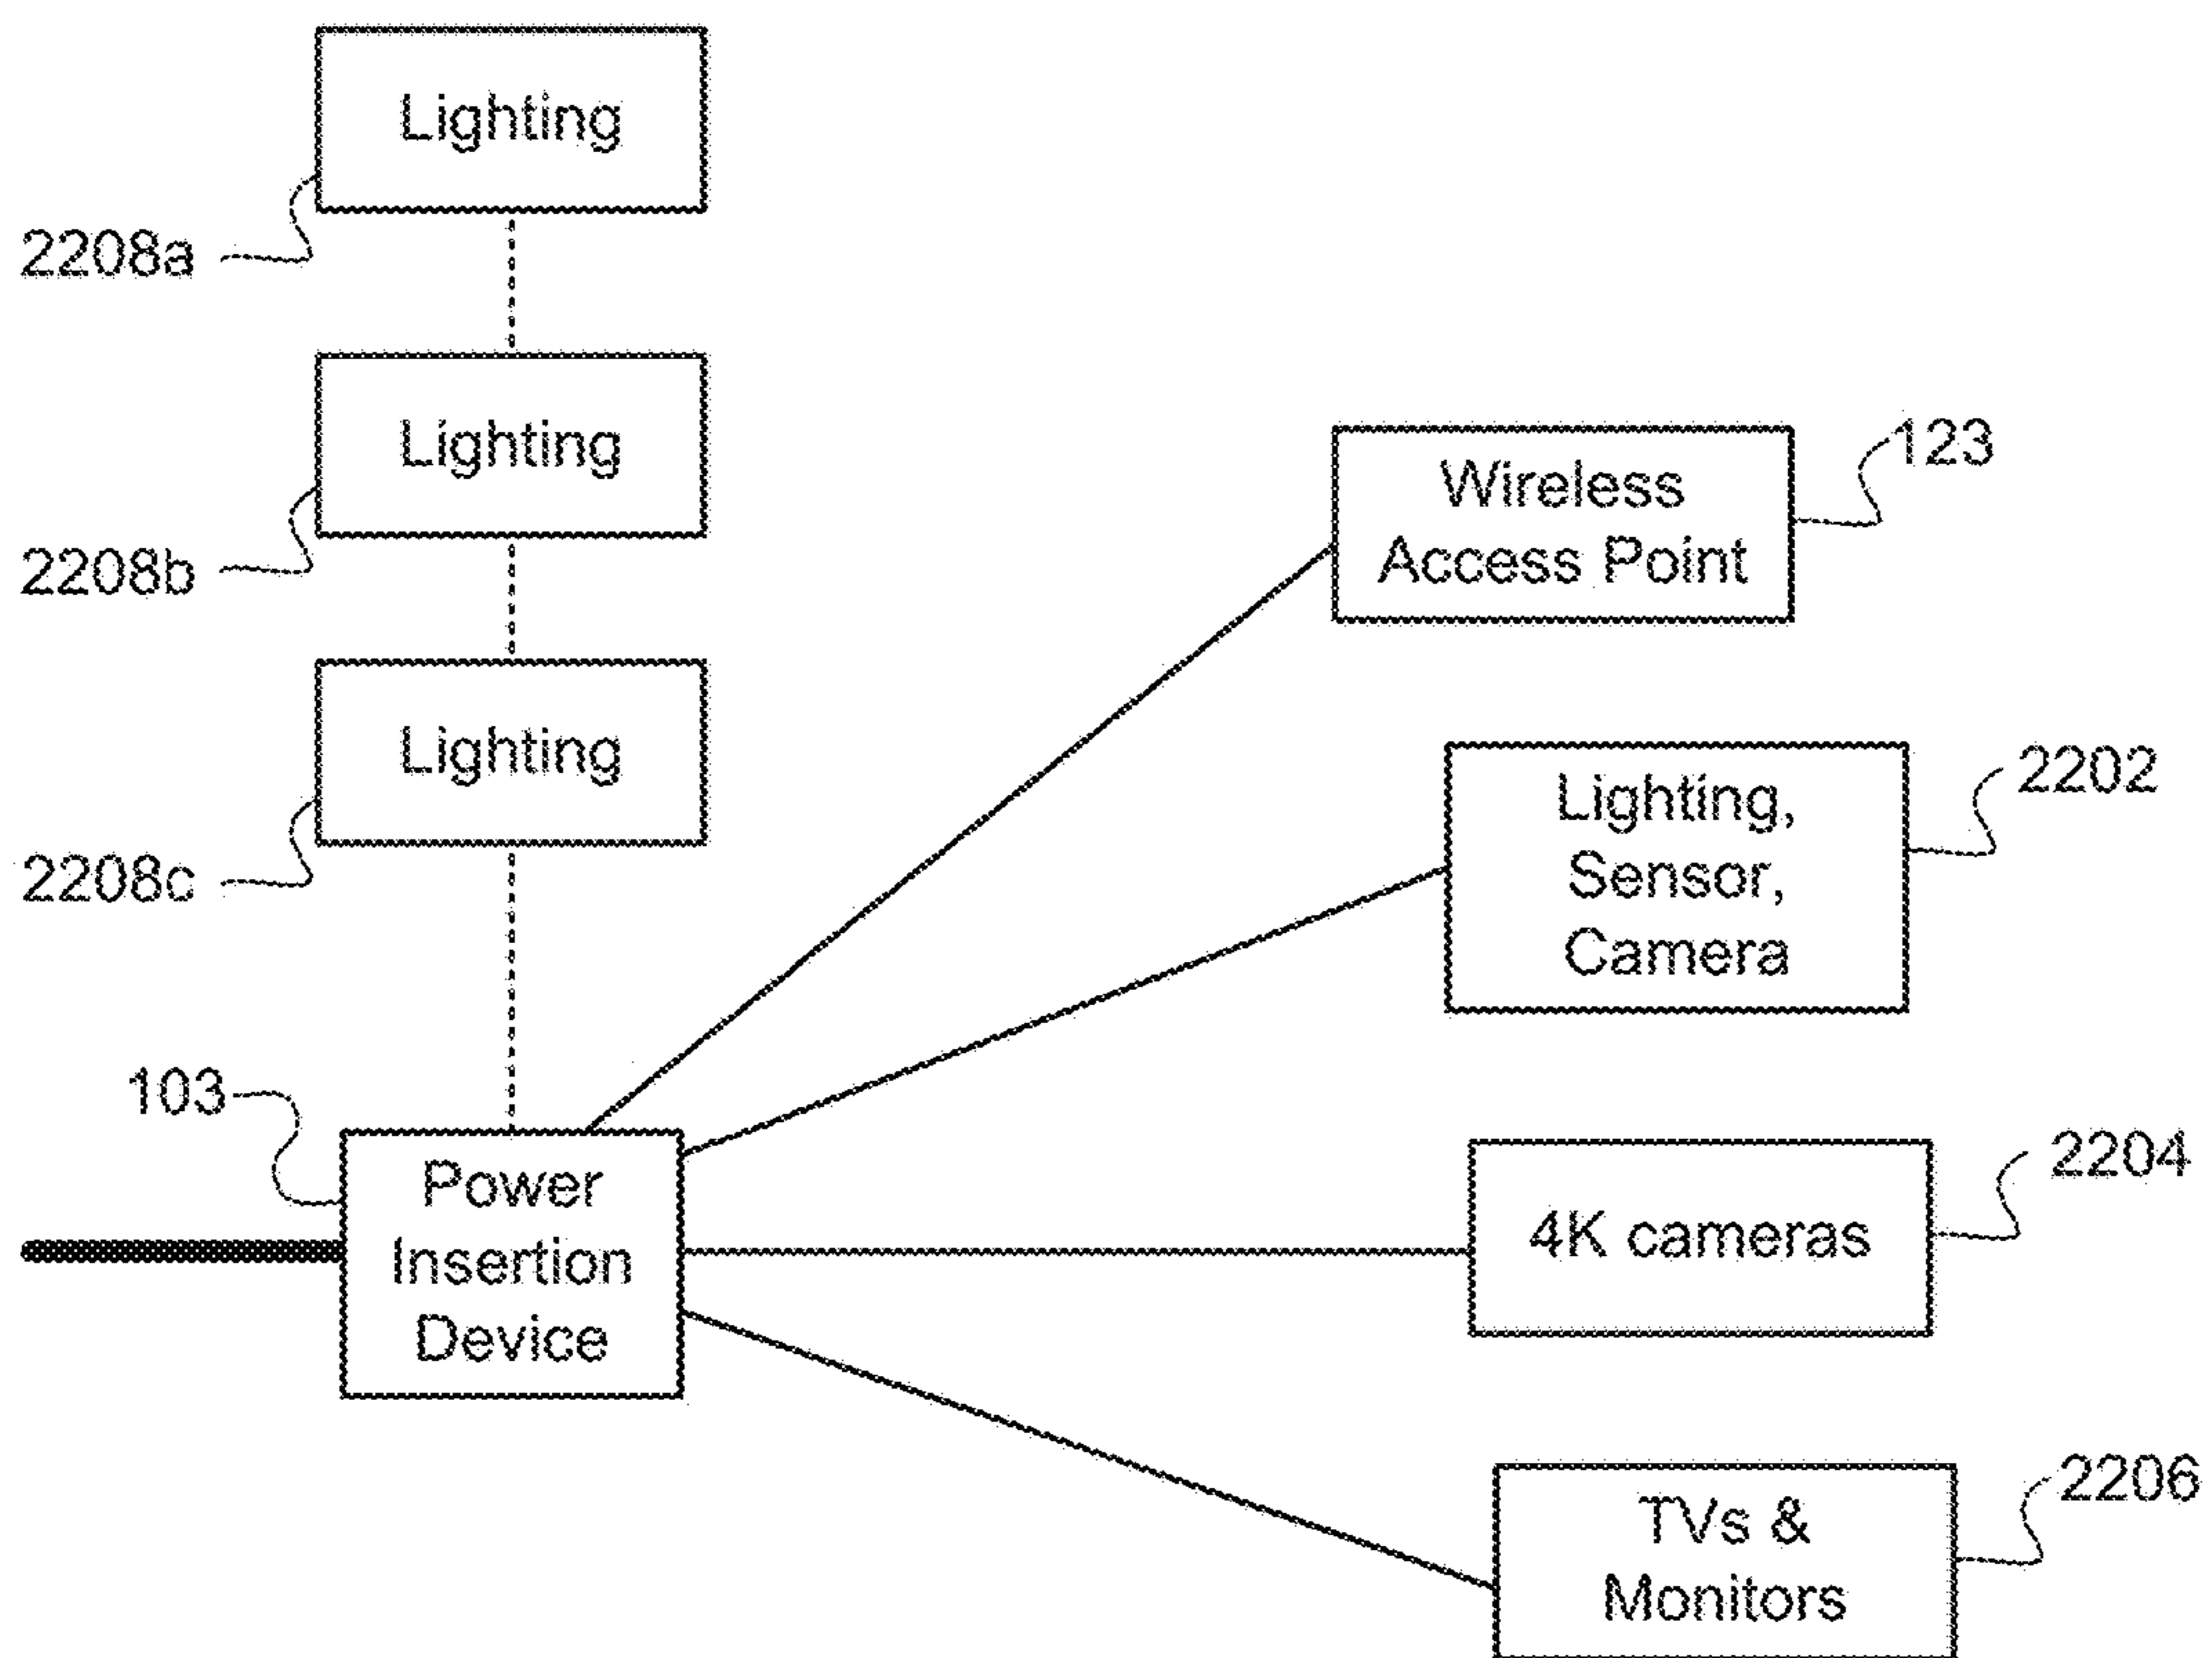 Lighting
2208a
Lighting
2208b
Wireless
Access Point
123
Lighting
2208c
Lighting,
Sensor,
Camera
2202
103
Power
Insertion
Device
4K cameras
2204
TVs &
Monitors
2206